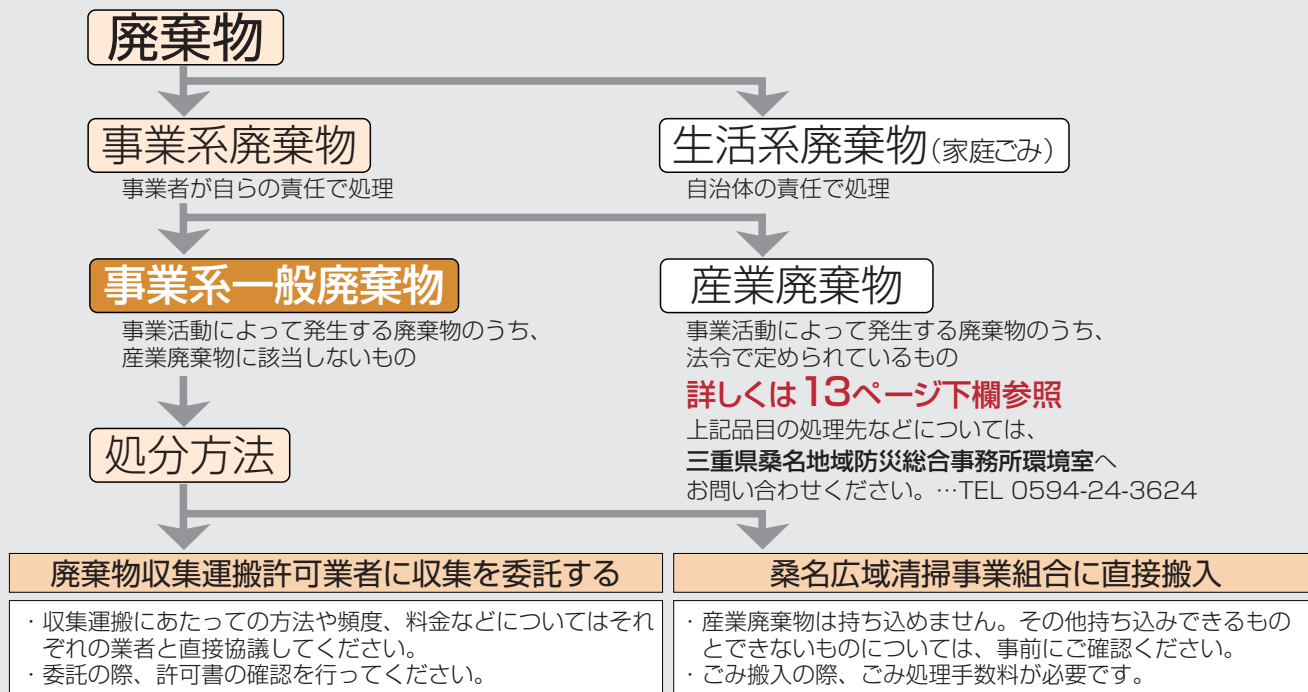 廃棄物
事業系廃棄物
事業者が自らの責任で処理
生活系廃棄物(家庭ごみ)
自治体の責任で処理
事業系一般廃棄物
事業活動によって発生する廃棄物のうち、
産業廃棄物に該当しないもの
産業廃棄物
事業活動によって発生する廃棄物のうち、
法令で定められているもの
詳しくは13ページ下欄参照
上記品目の処理先などについては、
三重県桑名地域防災総合事務所環境室へ
お問い合わせください。…TEL 0594-24-3624
処分方法
廃棄物収集運搬許可業者に収集を委託する
・収集運搬にあたっての方法や頻度、料金などについてはそれ
ぞれの業者と直接協議してください。
・委託の際、許可書の確認を行ってください。
桑名広域清掃事業組合に直接搬入
・産業廃棄物は持ち込めません。その他持ち込みできるもの
とできないものについては、事前にご確認ください。
・ごみ搬入の際、ごみ処理手数料が必要です。